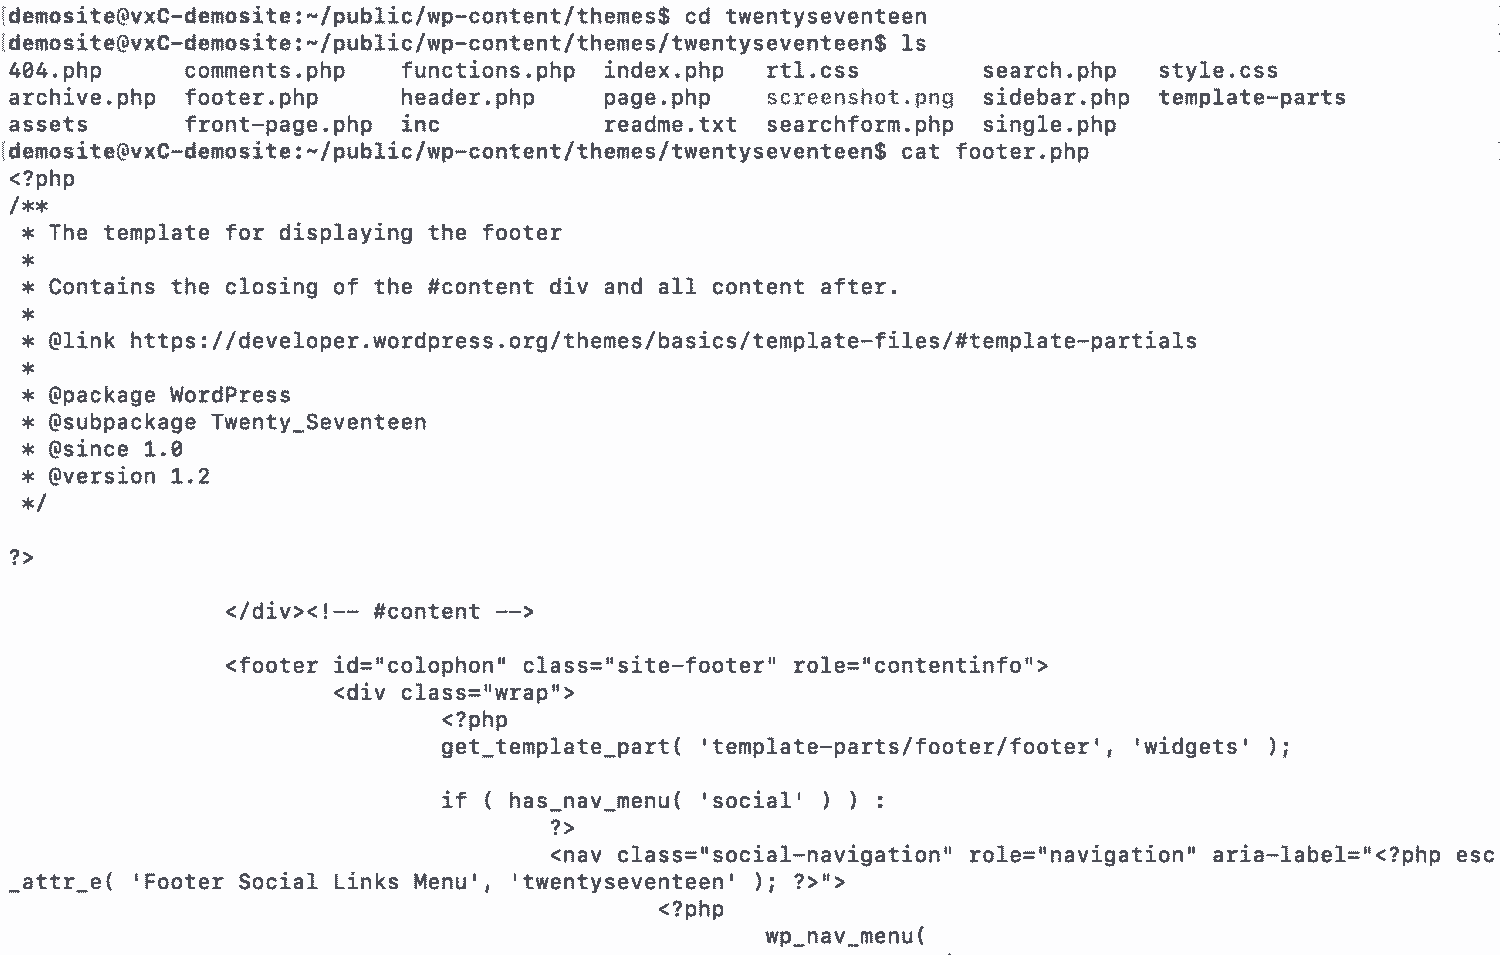 demosite@vxC-demosite:~/public/wp-content/themes$ cd twentyseventeen
demosite@vxC-demosite:~/public/wp-content/themes/twentyseventeen$ ls
404.php      comments.php    functions.php  index.php   rtl.css         search.php   style.css
archive.php  footer.php      header.php     page.php    screenshot.png  sidebar.php  template-parts
assets       front-page.php  inc            readme.txt  searchform.php  single.php
demosite@vxC-demosite:~/public/wp-content/themes/twentyseventeen$ cat footer.php
<?php
/**
 * The template for displaying the footer
 *
 * Contains the closing of the #content div and all content after.
 *
 * @link https://developer.wordpress.org/themes/basics/template-files/#template-partials
 *
 * @package WordPress
 * @subpackage Twenty_Seventeen
 * @since 1.0
 * @version 1.2
 */

?>

                </div><!-- #content -->

                <footer id="colophon" class="site-footer" role="contentinfo">
                        <div class="wrap">
                                <?php
                                get_template_part( 'template-parts/footer/footer', 'widgets' );

                                if ( has_nav_menu( 'social' ) ) :
                                        ?>
                                        <nav class="social-navigation" role="navigation" aria-label="<?php esc
_attr_e( 'Footer Social Links Menu', 'twentyseventeen' ); ?>">
                                                <?php
                                                        wp_nav_menu(